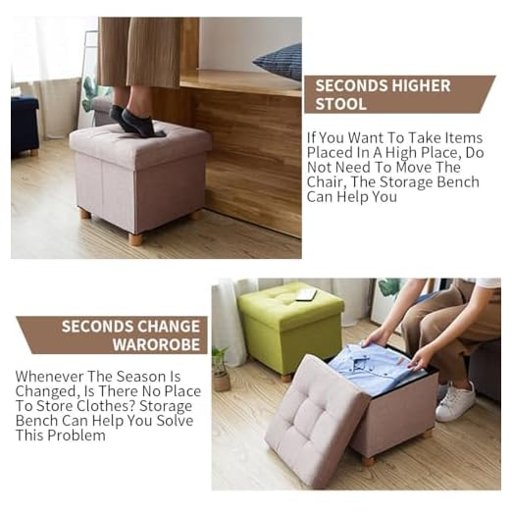 SECONDS HIGHER
STOOL
If You Want To Take Items
Placed In A High Place, Do
Not Need To Move The
Chair, The Storage Bench
Can Help You
SECONDS CHANGE
WAROROBE
Whenever The Season Is
Changed, Is There No Place
To Store Clothes? Storage
Bench Can Help You Solve
This Problem